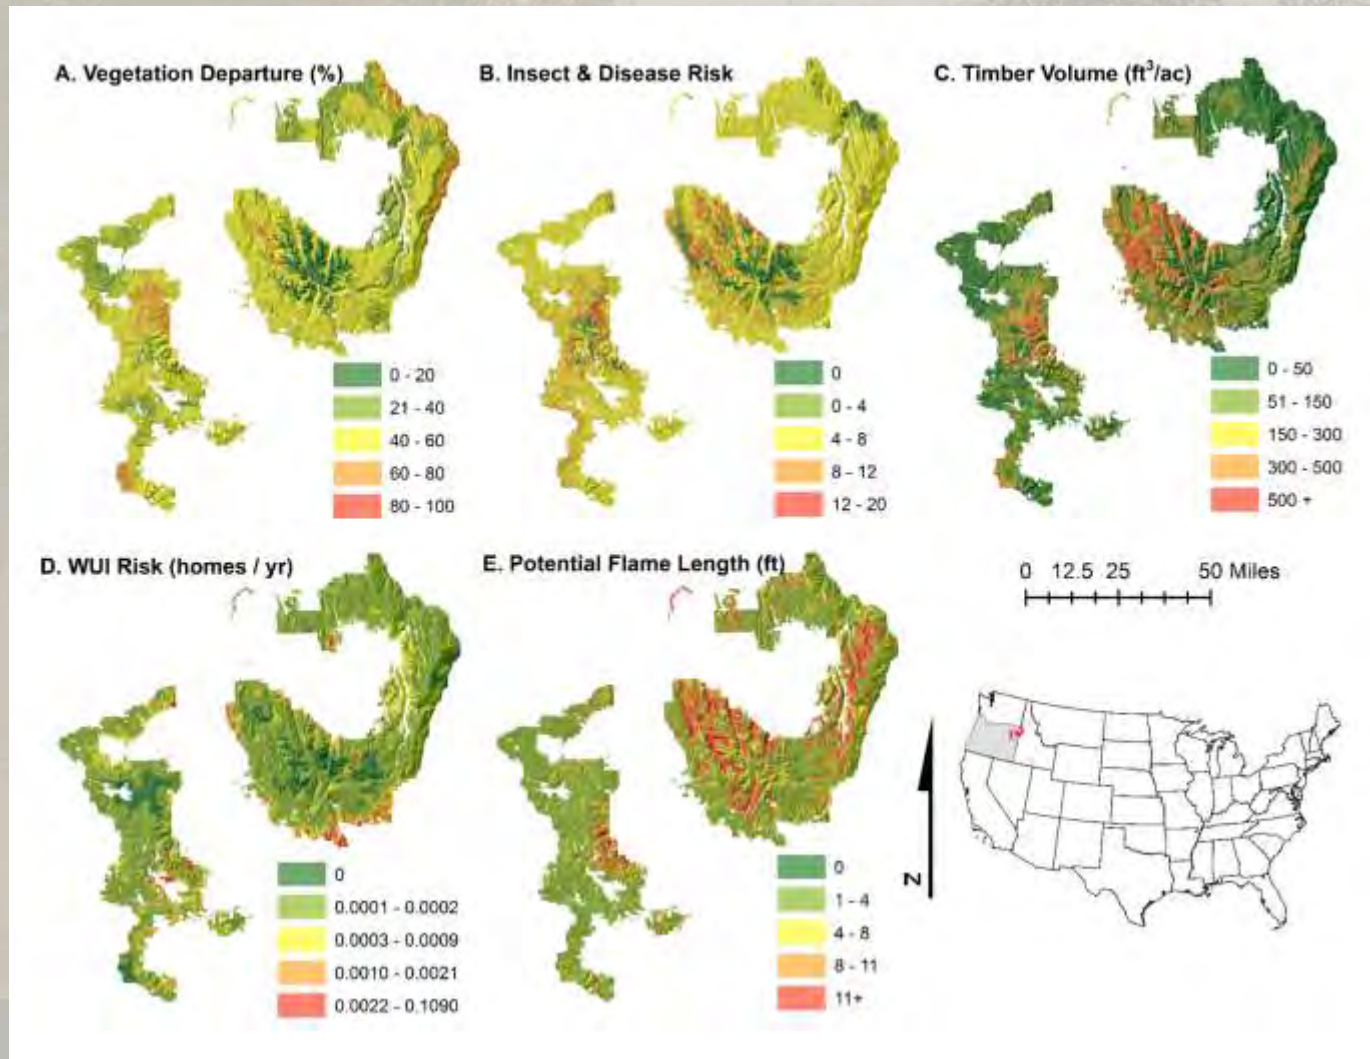 A. Vegetation Departure (%)
0 - 20
21 - 40
40 - 60
60 - 80
80 - 100
B. Insect & Disease Risk
0
0 - 4
4 - 8
8 - 12
12 - 20
C. Timber Volume (ft³/ac)
0 - 50
51 - 150
150 - 300
300 - 500
500 +
D. WUI Risk (homes / yr)
0
0.0001 - 0.0002
0.0003 - 0.0009
0.0010 - 0.0021
0.0022 - 0.1090
E. Potential Flame Length (ft)
0
1 - 4
4 - 8
8 - 11
11+
0 12.5 25 50 Miles
N